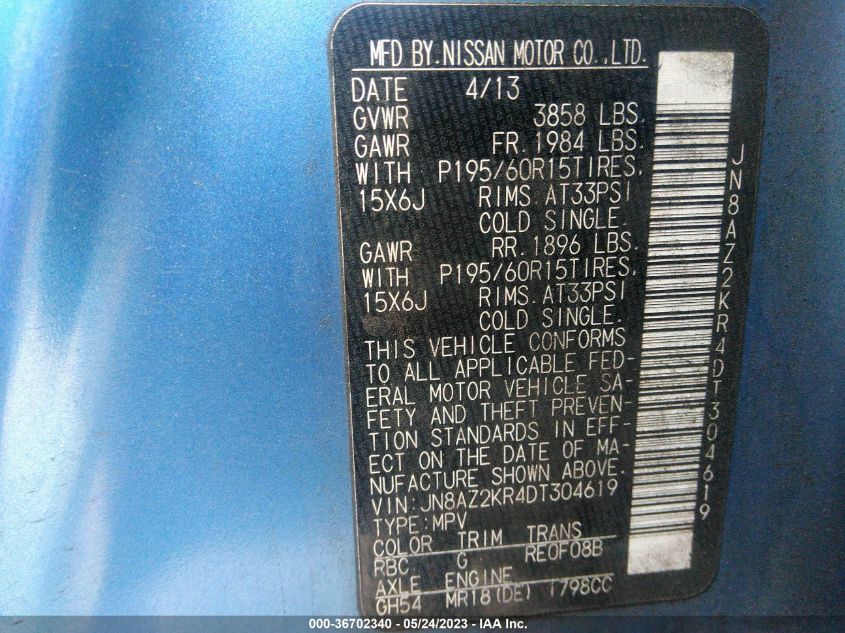 MFD BY.NISSAN MOTOR CO.,LTD.
DATE 4/13
GVWR 3858 LBS.
GAWR FR.1984 LBS.
WITH P195/60R15TIRES,
15X6J RIMS.AT33PSI
COLD SINGLE.
GAWR RR.1896 LBS.
WITH P195/60R15TIRES,
15X6J RIMS.AT33PSI
COLD SINGLE.
THIS VEHICLE CONFORMS
TO ALL APPLICABLE FED-
ERAL MOTOR VEHICLE SA-
FETY AND THEFT PREVEN-
TION STANDARDS IN EFF-
ECT ON THE DATE OF MA-
NUFACTURE SHOWN ABOVE.
VIN:JN8AZ2KR4DT304619
TYPE:MPV
COLOR TRIM TRANS
RBC G RE0F08B
AXLE ENGINE
GH54 MR18(DE) 1798CC
JN8AZ2KR4DT304619
000-36702340 - 05/24/2023 - IAA Inc.